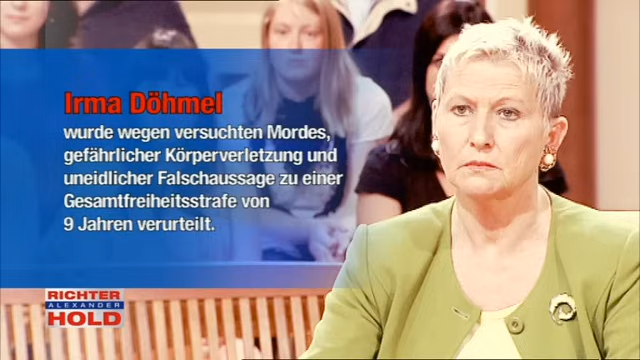 Irma Döhmel
wurde wegen versuchten Mordes,
gefährlicher Körperverletzung und
uneidlicher Falschaussage zu einer
Gesamtfreiheitsstrafe von
9 Jahren verurteilt.
RICHTER
ALEXANDER
HOLD